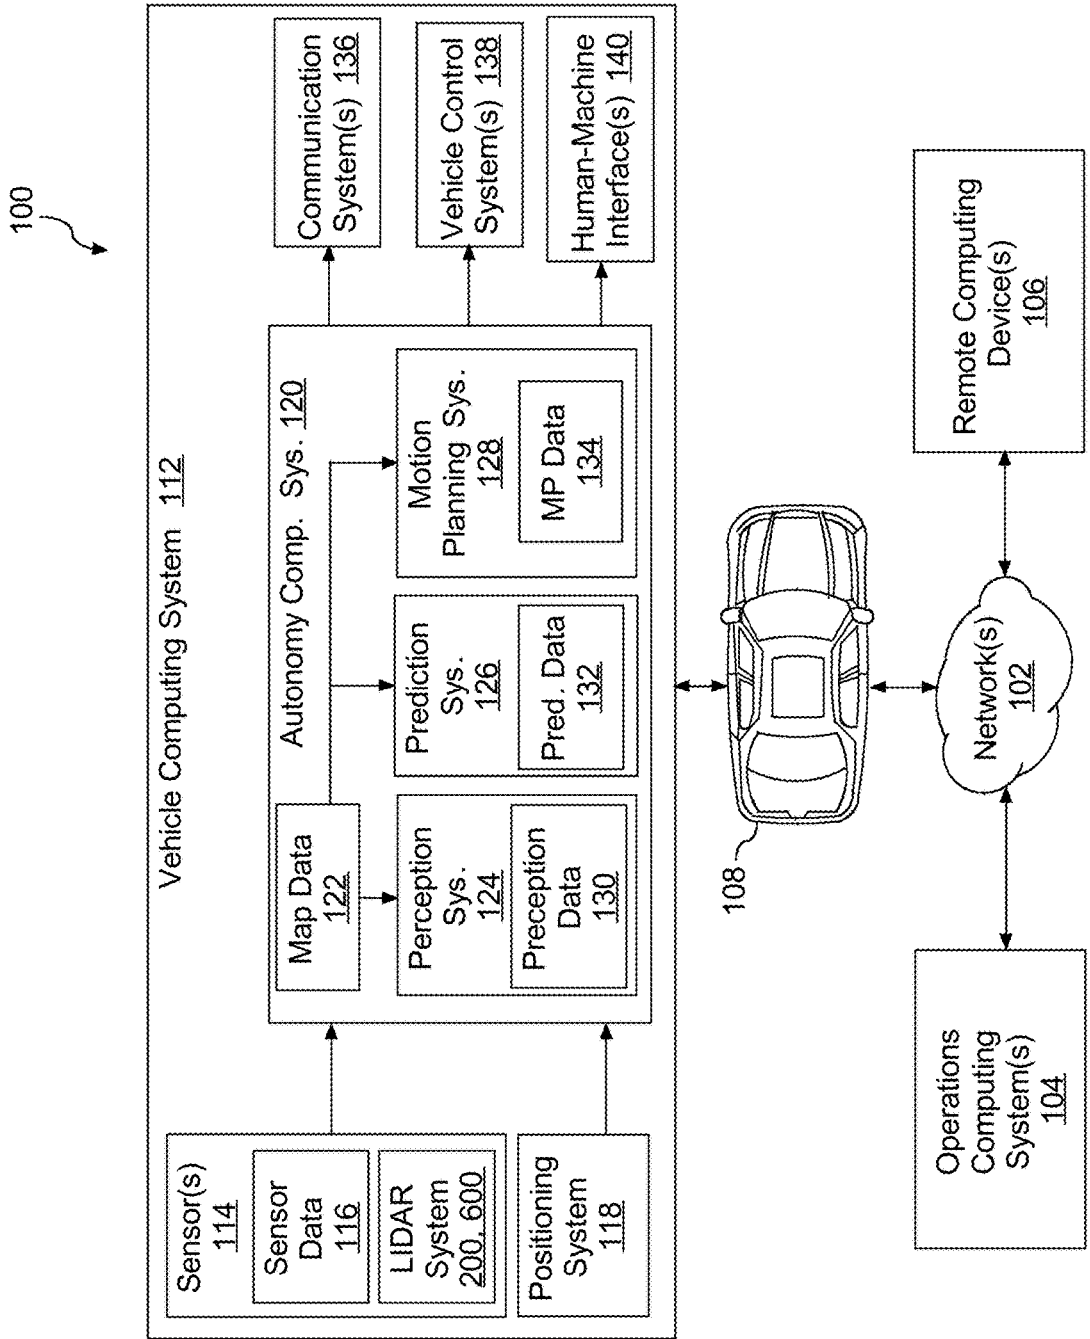 100
Vehicle Computing System 112
Sensor(s)
114
Sensor
Data
116
LIDAR
System
200, 600
Positioning
System
118
Autonomy Comp. Sys. 120
Map Data
122
Perception
Sys.
124
Preception
Data
130
Prediction
Sys.
126
Pred. Data
132
Motion
Planning Sys.
128
MP Data
134
Communication
System(s) 136
Vehicle Control
System(s) 138
Human-Machine
Interface(s) 140
108
Operations
Computing
System(s)
104
Network(s)
102
Remote Computing
Device(s)
106